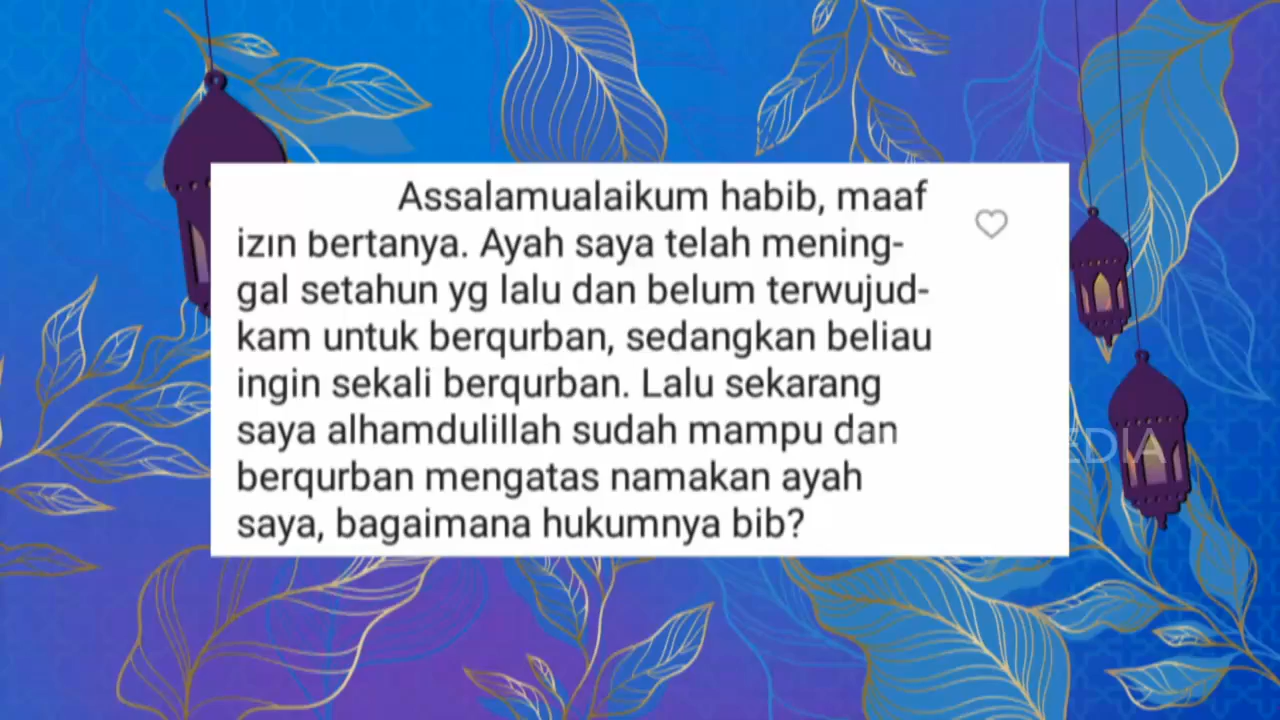 Assalamualaikum habib, maaf
izin bertanya. Ayah saya telah mening-
gal setahun yg lalu dan belum terwujud-
kam untuk berqurban, sedangkan beliau
ingin sekali berqurban. Lalu sekarang
saya alhamdulillah sudah mampu dan
berqurban mengatas namakan ayah
saya, bagaimana hukumnya bib?
EDIA